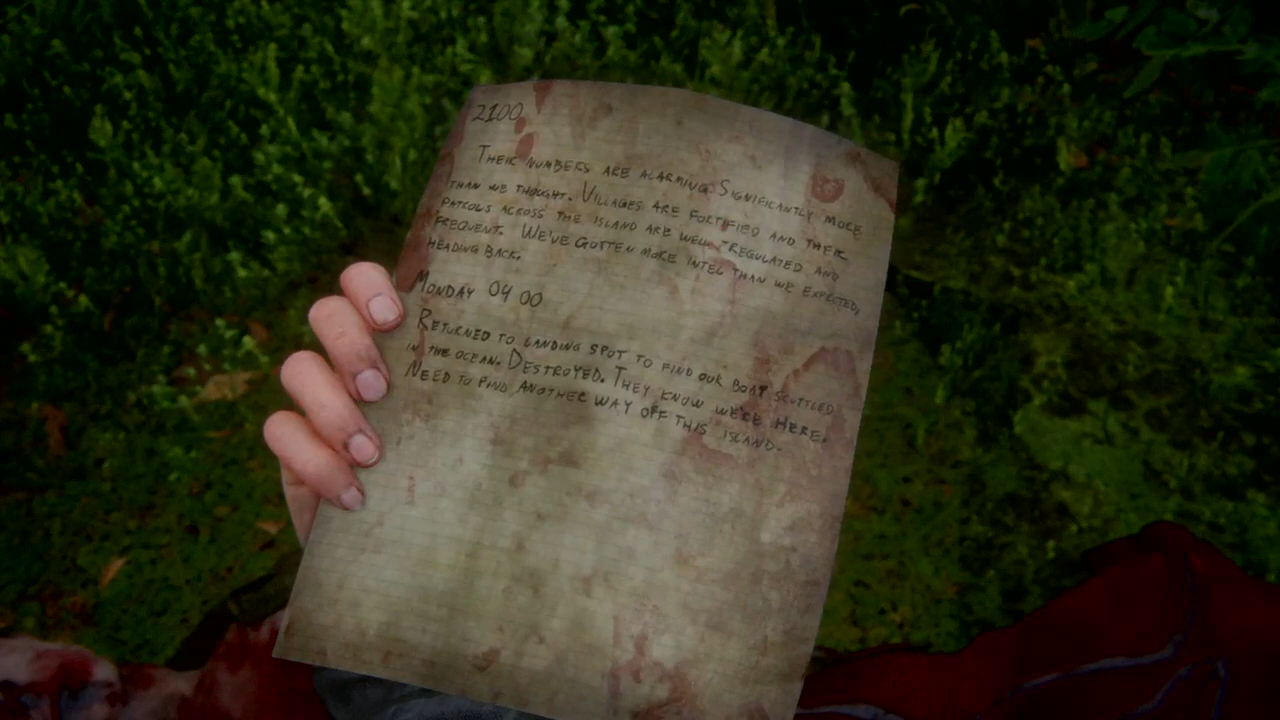 2100
THEIR NUMBERS ARE ALARMING. SIGNIFICANTLY MORE
THAN WE THOUGHT. VILLAGES ARE FORTIFIED AND THEIR
PATROLS ACROSS THE ISLAND ARE WELL-REGULATED AND
FREQUENT. WE'VE GOTTEN MORE INTEL THAN WE EXPECTED,
HEADING BACK.
MONDAY 04 00
RETURNED TO LANDING SPOT TO FIND OUR BOAT SCUTTLED
IN THE OCEAN. DESTROYED. THEY KNOW WE'RE HERE.
NEED TO FIND ANOTHER WAY OFF THIS ISLAND.